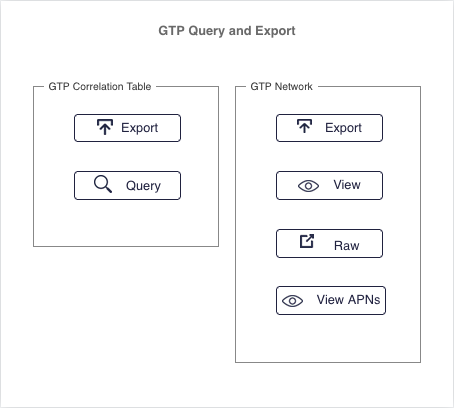 GTP Query and Export
GTP Correlation Table
Export
Query
GTP Network
Export
View
Raw
View APNs